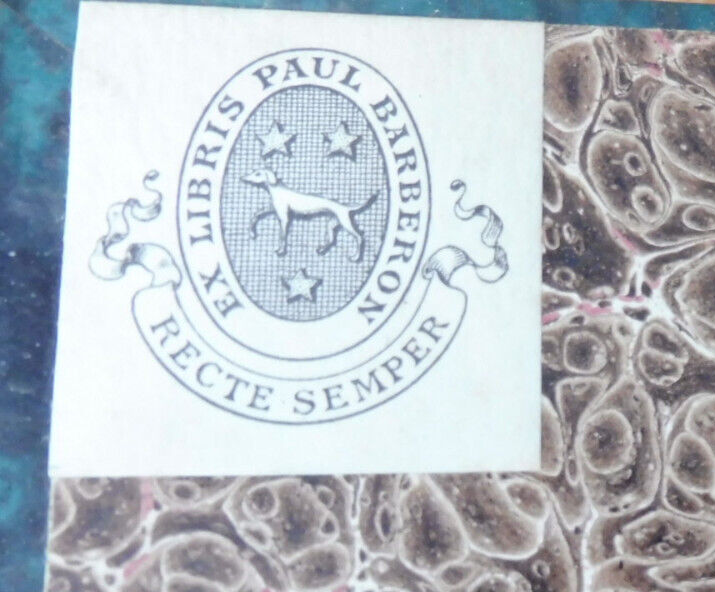 EX LIBRIS PAUL BARBERON
RECTE SEMPER